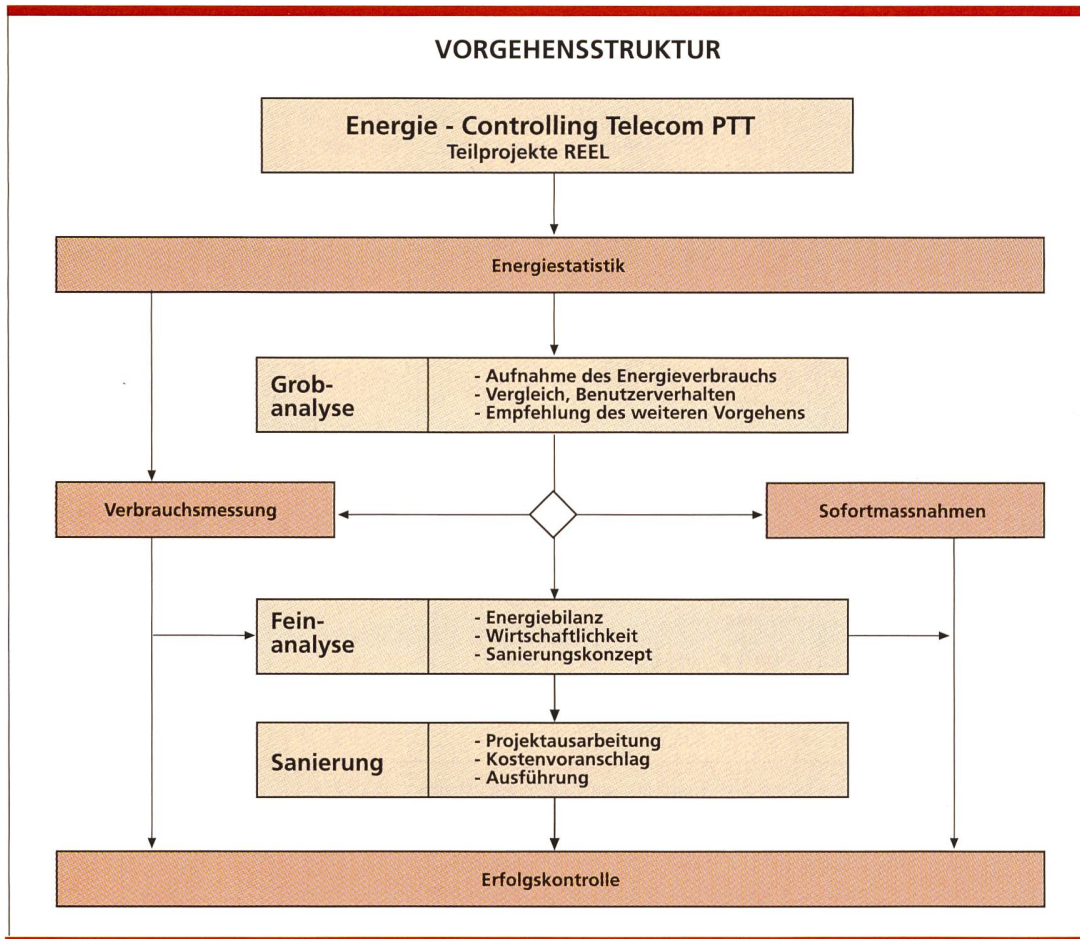 VORGEHENSSTRUKTUR
Energie - Controlling Telecom PTT
Teilprojekte REEL
Energiestatistik
Grob-
analyse
- Aufnahme des Energieverbrauchs
- Vergleich, Benutzerverhalten
- Empfehlung des weiteren Vorgehens
Verbrauchsmessung
Sofortmassnahmen
Fein-
analyse
- Energiebilanz
- Wirtschaftlichkeit
- Sanierungskonzept
Sanierung
- Projektausarbeitung
- Kostenvoranschlag
- Ausführung
Erfolgskontrolle